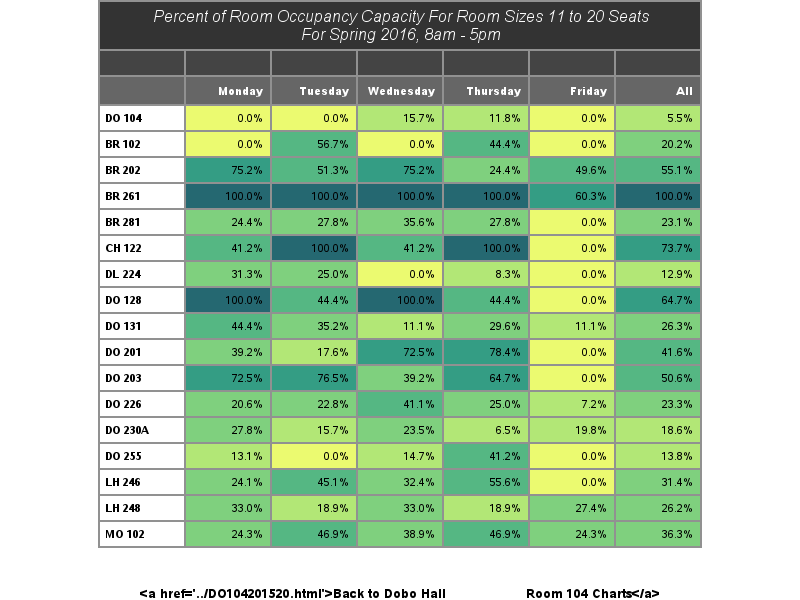 Percent of Room Occupancy Capacity For Room Sizes 11 to 20 Seats
For Spring 2016, 8am - 5pm
Monday Tuesday Wednesday Thursday Friday All
DO 104 0.0% 0.0% 15.7% 11.8% 0.0% 5.5%
BR 102 0.0% 56.7% 0.0% 44.4% 0.0% 20.2%
BR 202 75.2% 51.3% 75.2% 24.4% 49.6% 55.1%
BR 261 100.0% 100.0% 100.0% 100.0% 60.3% 100.0%
BR 281 24.4% 27.8% 35.6% 27.8% 0.0% 23.1%
CH 122 41.2% 100.0% 41.2% 100.0% 0.0% 73.7%
DL 224 31.3% 25.0% 0.0% 8.3% 0.0% 12.9%
DO 128 100.0% 44.4% 100.0% 44.4% 0.0% 64.7%
DO 131 44.4% 35.2% 11.1% 29.6% 11.1% 26.3%
DO 201 39.2% 17.6% 72.5% 78.4% 0.0% 41.6%
DO 203 72.5% 76.5% 39.2% 64.7% 0.0% 50.6%
DO 226 20.6% 22.8% 41.1% 25.0% 7.2% 23.3%
DO 230A 27.8% 15.7% 23.5% 6.5% 19.8% 18.6%
DO 255 13.1% 0.0% 14.7% 41.2% 0.0% 13.8%
LH 246 24.1% 45.1% 32.4% 55.6% 0.0% 31.4%
LH 248 33.0% 18.9% 33.0% 18.9% 27.4% 26.2%
MO 102 24.3% 46.9% 38.9% 46.9% 24.3% 36.3%
<a href='../DO104201520.html'>Back to Dobo Hall Room 104 Charts</a>